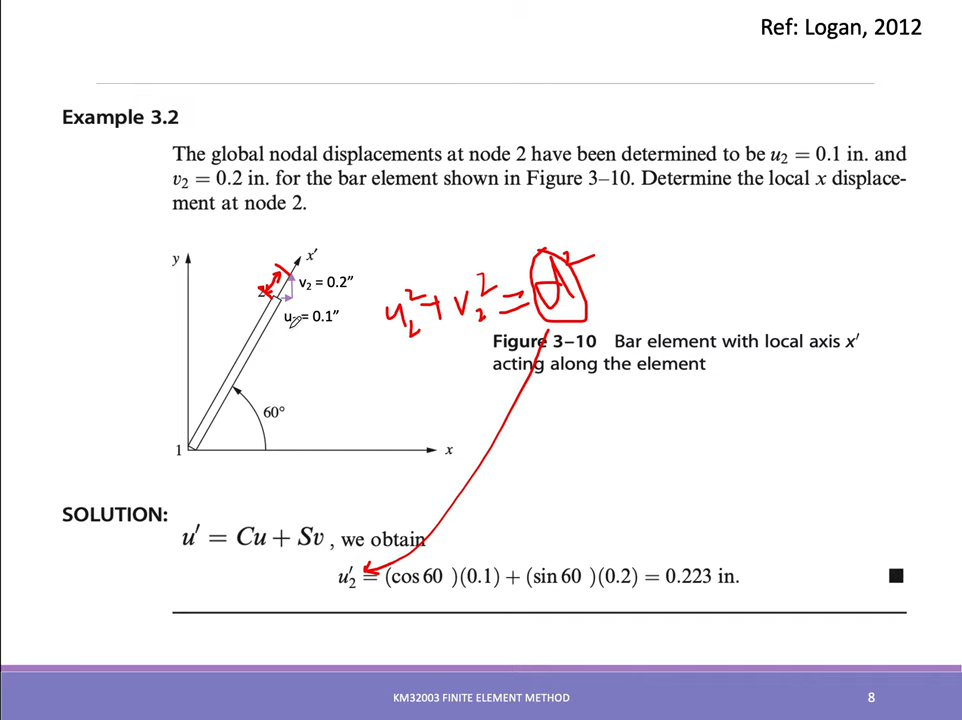 Ref: Logan, 2012
Example 3.2
The global nodal displacements at node 2 have been determined to be u₂ = 0.1 in. and
v₂ = 0.2 in. for the bar element shown in Figure 3–10. Determine the local x displace-
ment at node 2.
y
x′
2
v₂ = 0.2”
u₂ = 0.1”
u₂² + v₂² = d²
Figure 3–10 Bar element with local axis x′
acting along the element
60°
1
x
SOLUTION:
u′ = Cu + Sv , we obtain
u₂′ = (cos 60 )(0.1) + (sin 60 )(0.2) = 0.223 in.
KM32003 FINITE ELEMENT METHOD
8